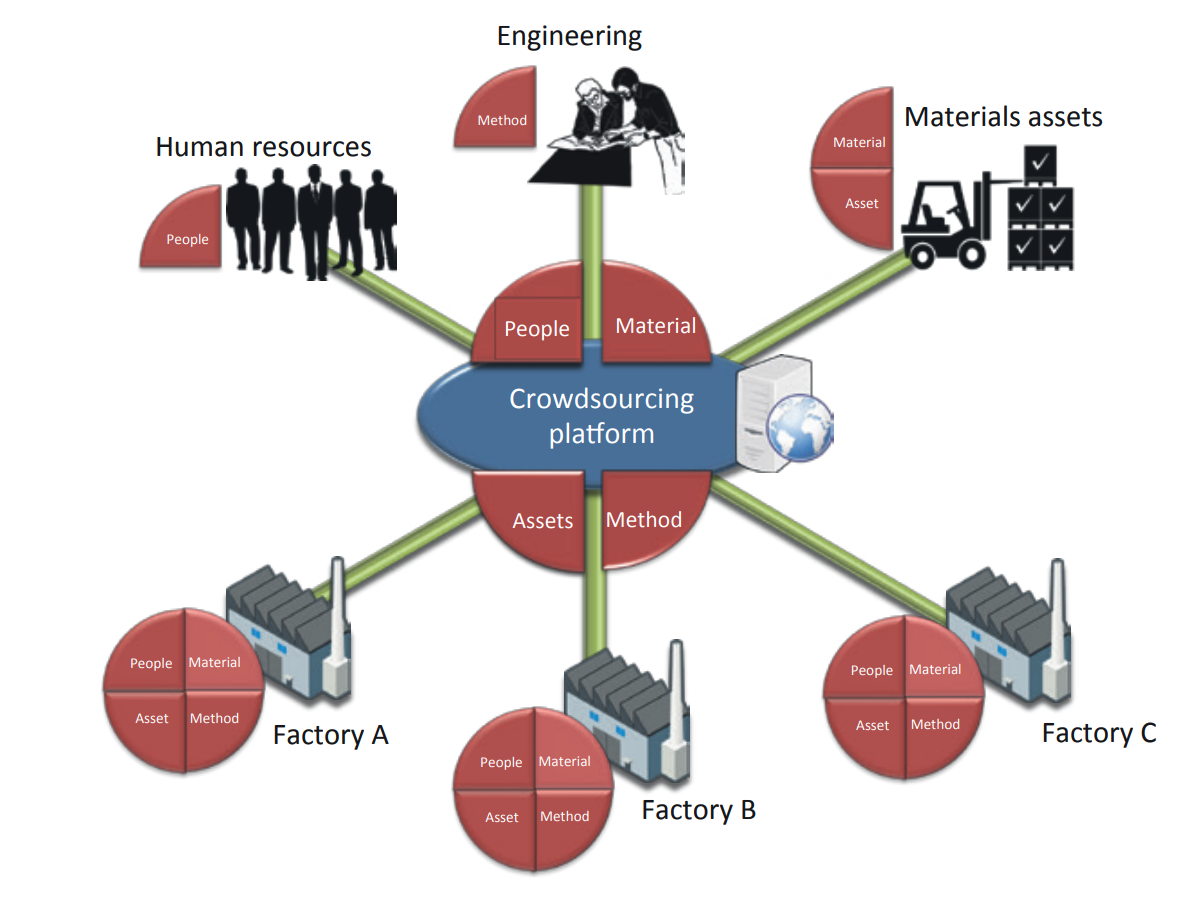 Engineering
Method
Materials assets
Material
Asset
Human resources
People
People
Material
Crowdsourcing
platform
Assets
Method
People
Material
Asset
Method
Factory A
People
Material
Asset
Method
Factory B
People
Material
Asset
Method
Factory C